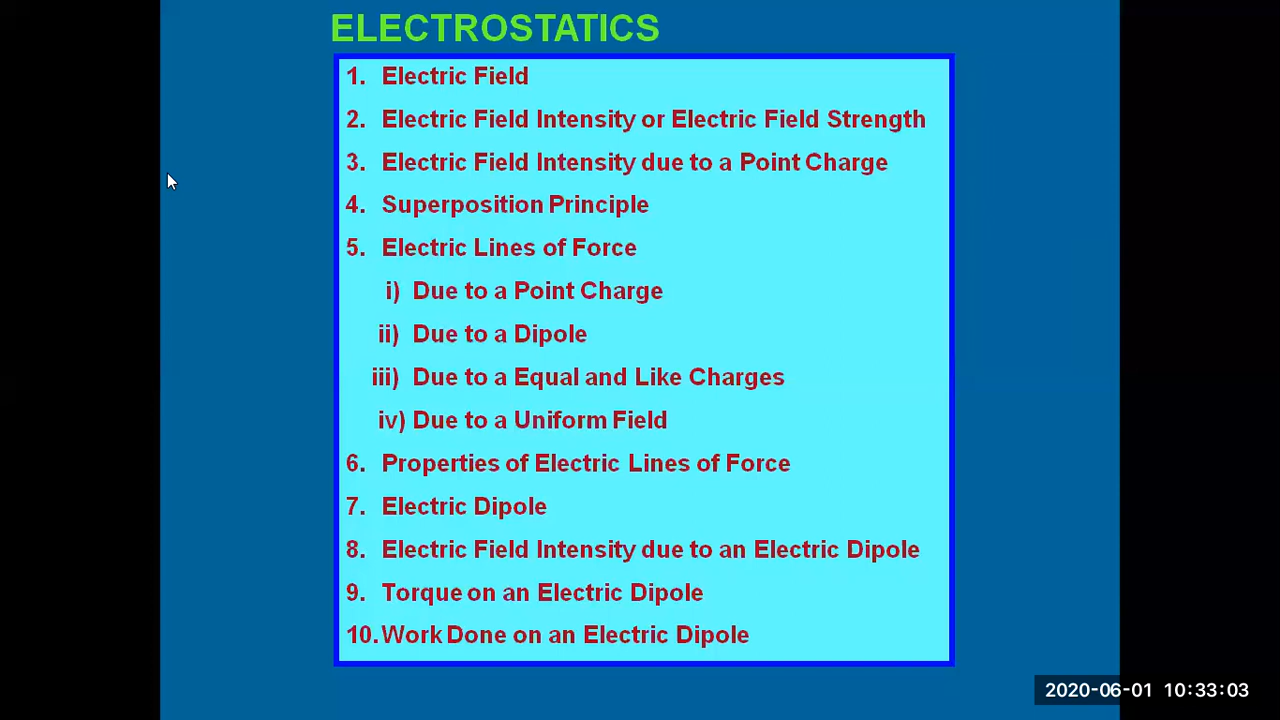 ELECTROSTATICS
1. Electric Field
2. Electric Field Intensity or Electric Field Strength
3. Electric Field Intensity due to a Point Charge
4. Superposition Principle
5. Electric Lines of Force
i) Due to a Point Charge
ii) Due to a Dipole
iii) Due to a Equal and Like Charges
iv) Due to a Uniform Field
6. Properties of Electric Lines of Force
7. Electric Dipole
8. Electric Field Intensity due to an Electric Dipole
9. Torque on an Electric Dipole
10. Work Done on an Electric Dipole
2020-06-01 10:33:03